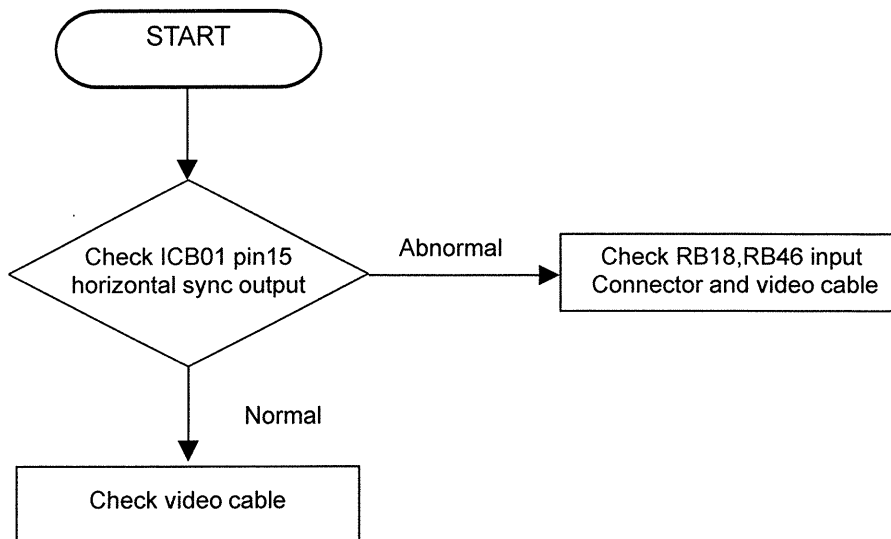 START
Check ICB01 pin15
horizontal sync output
Abnormal
Check RB18,RB46 input
Connector and video cable
Normal
Check video cable